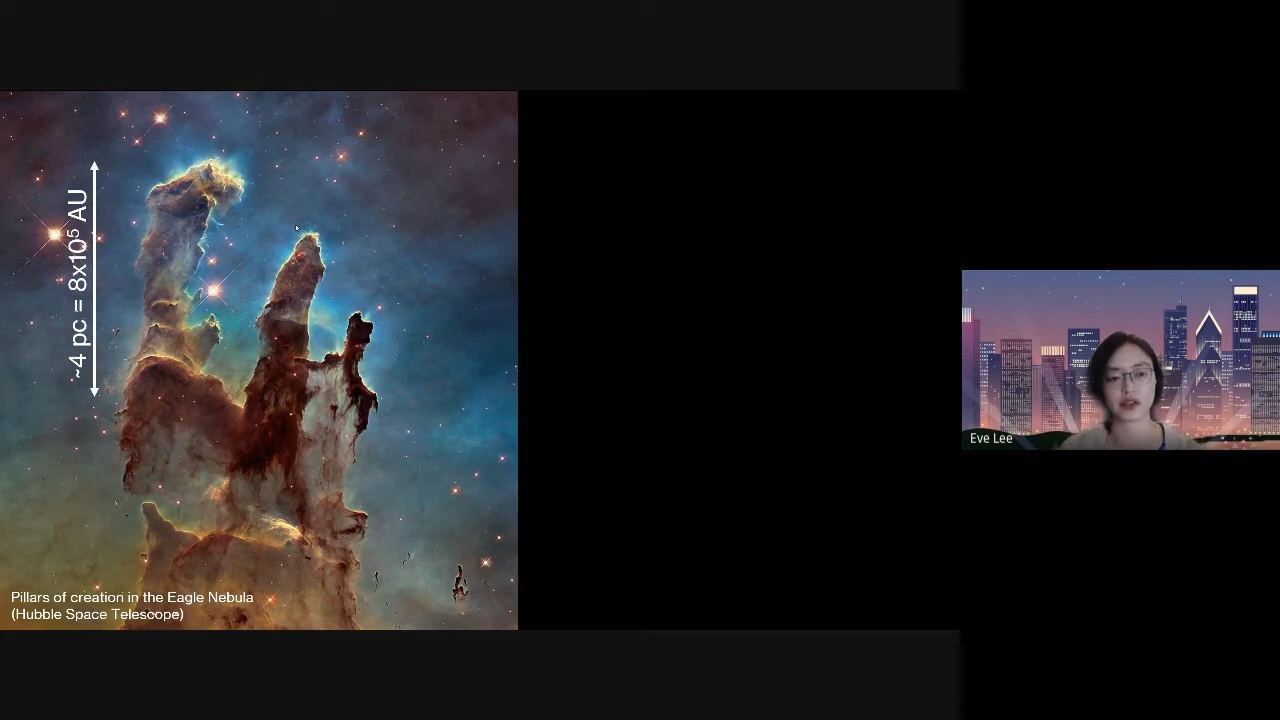 ~4 pc = 8x10⁵ AU
Pillars of creation in the Eagle Nebula
(Hubble Space Telescope)
Eve Lee